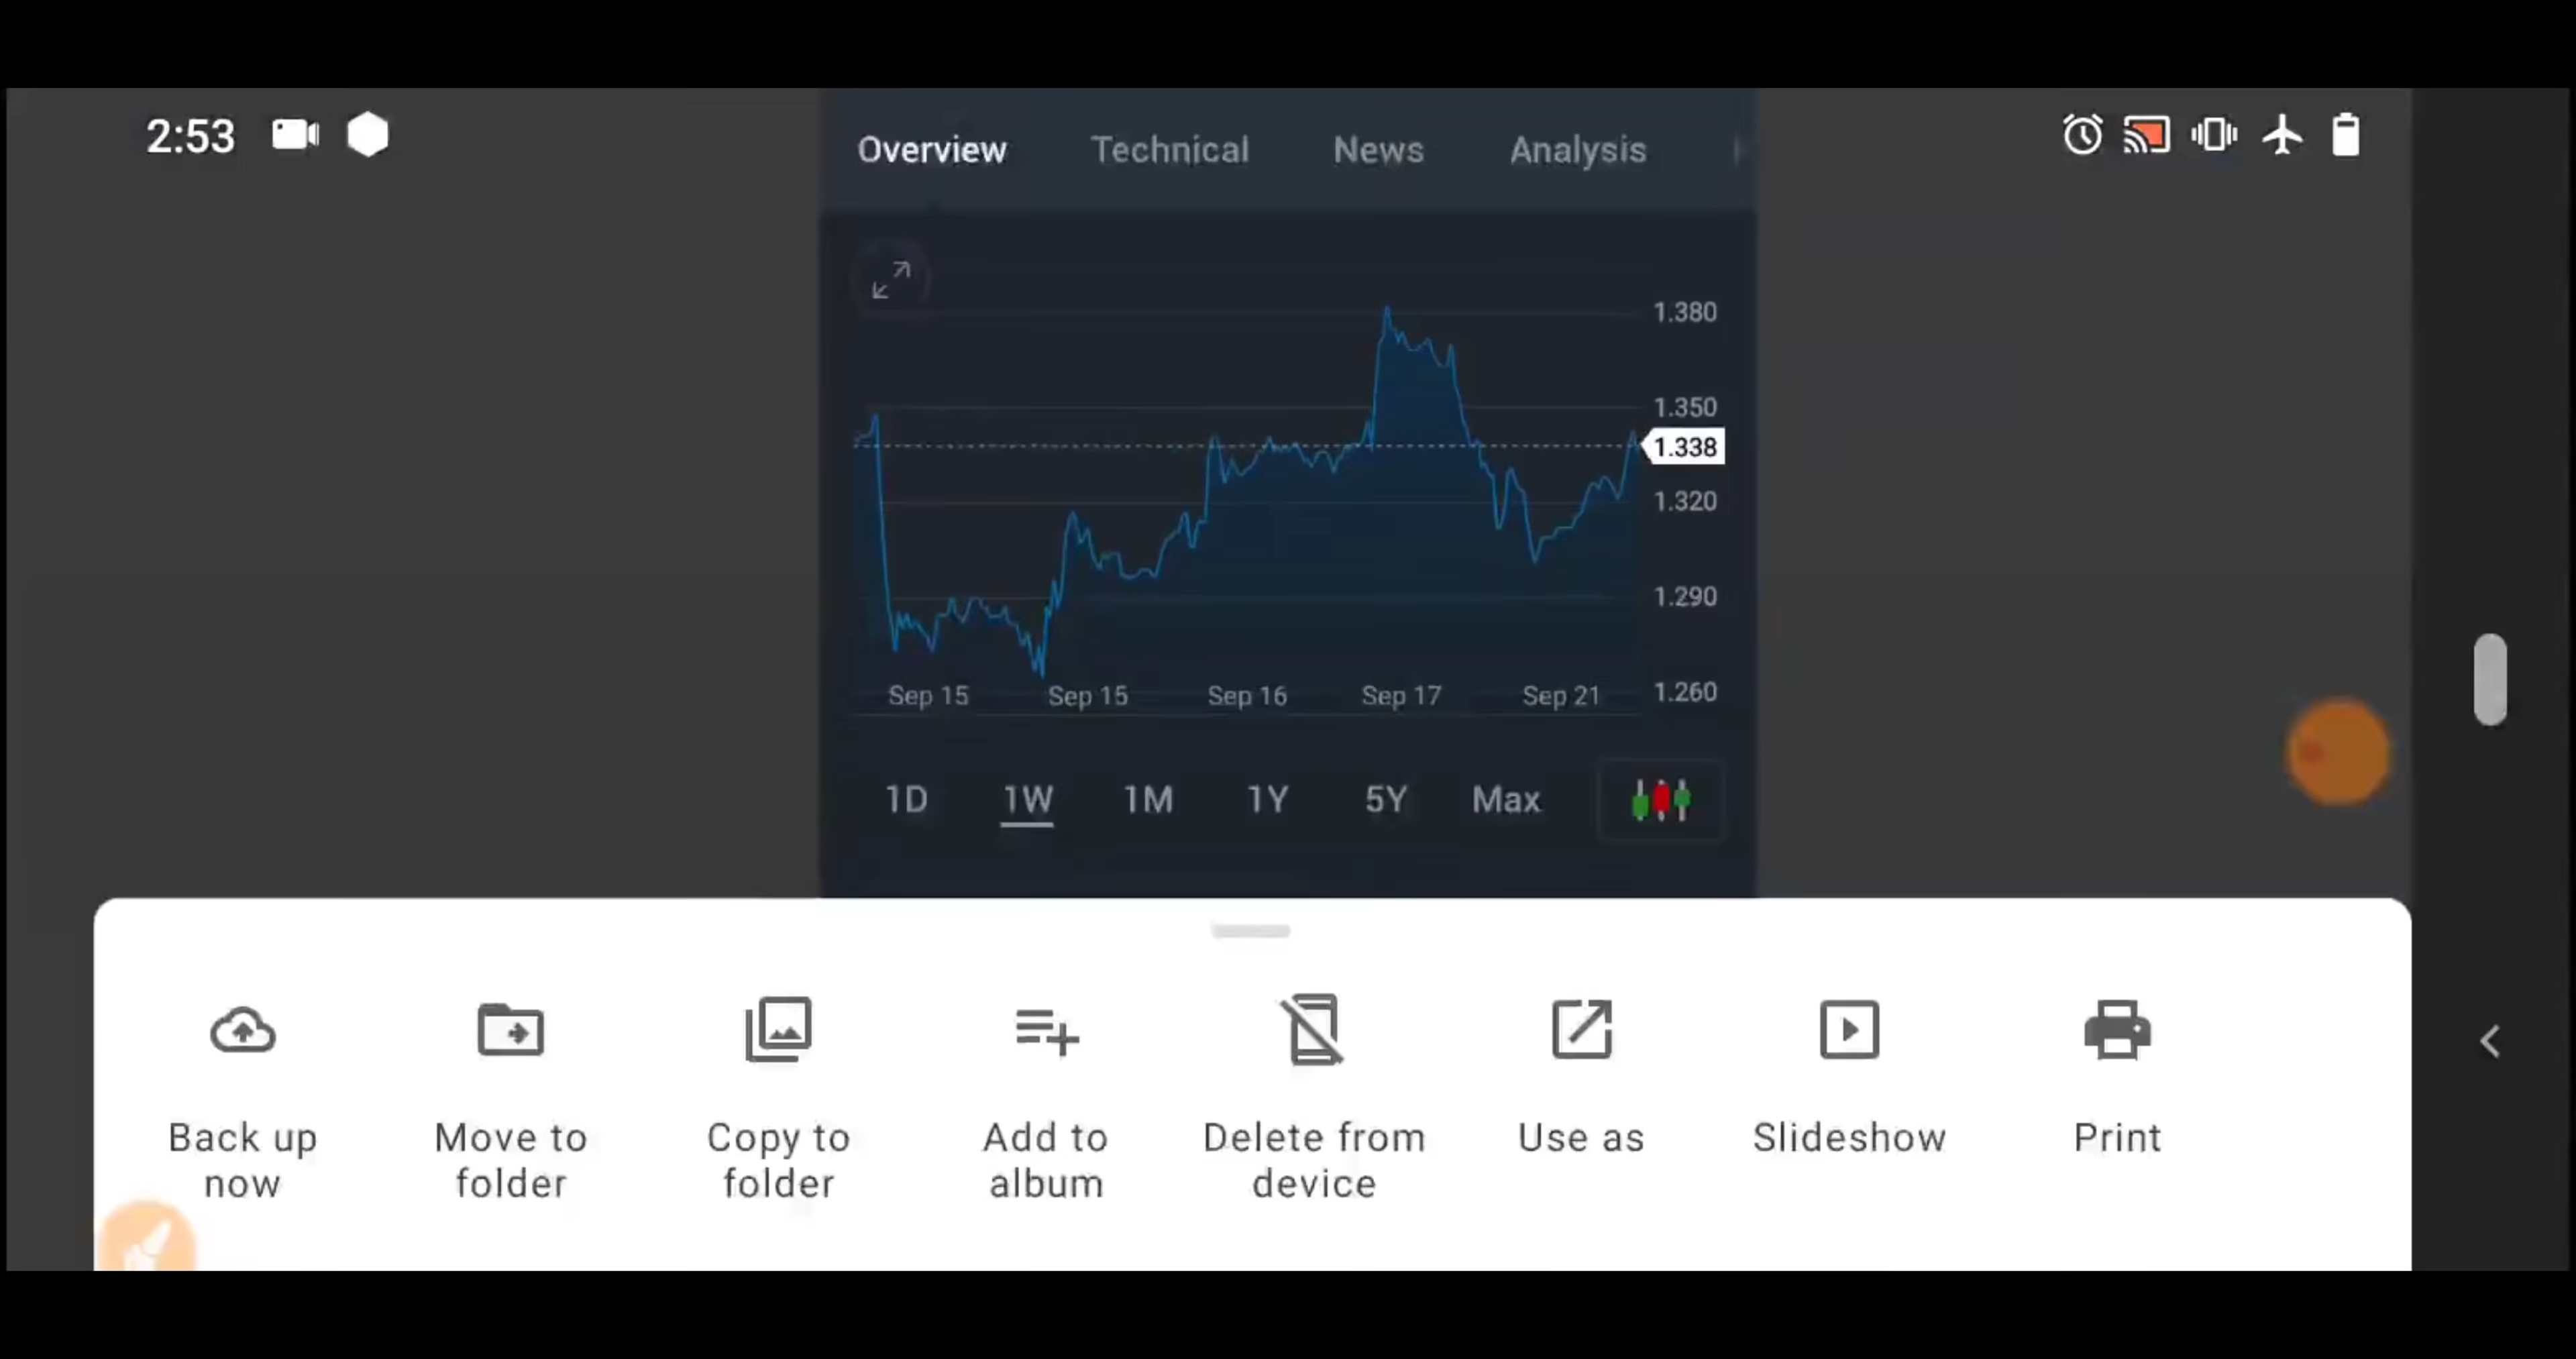 2:53
Overview Technical News Analysis
1.380
1.350
1.338
1.320
1.290
1.260
Sep 15 Sep 15 Sep 16 Sep 17 Sep 21
1D 1W 1M 1Y 5Y Max
Back up now
Move to folder
Copy to folder
Add to album
Delete from device
Use as
Slideshow
Print